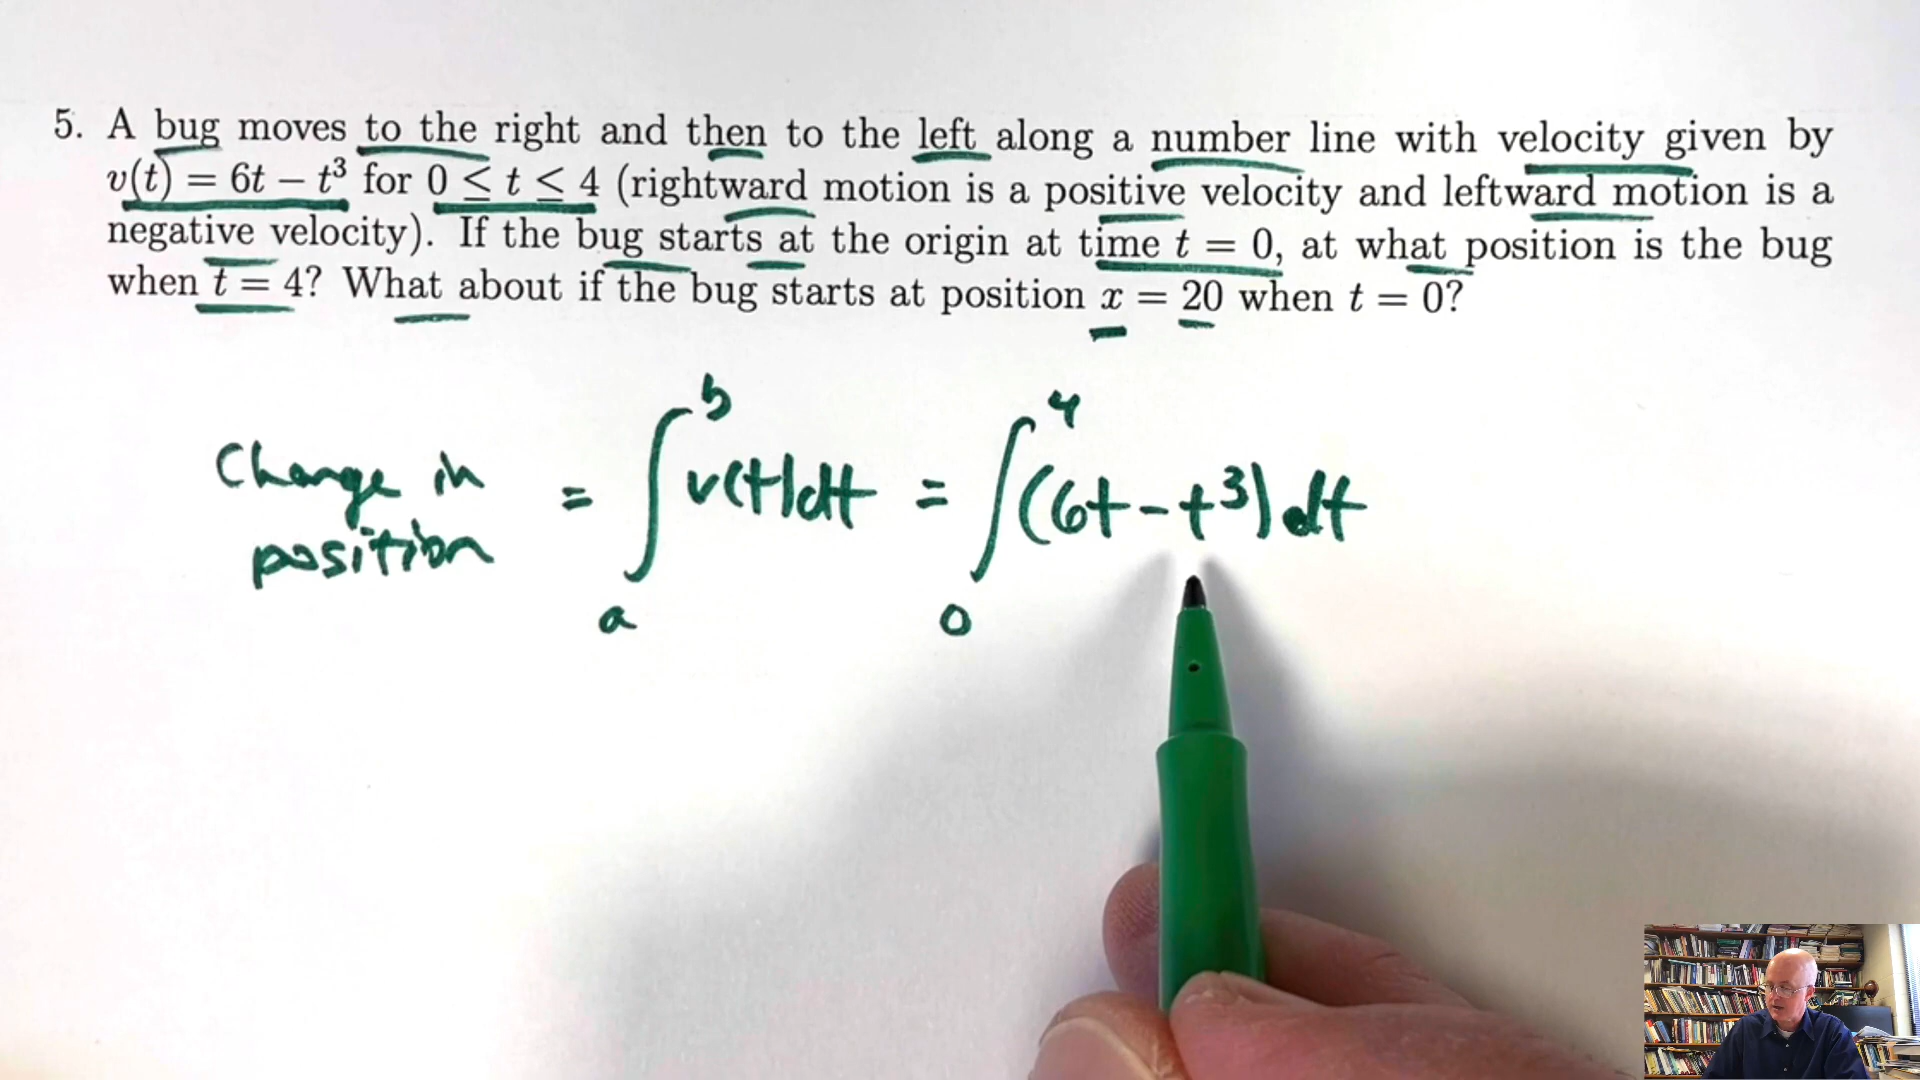 5. A bug moves to the right and then to the left along a number line with velocity given by
v(t) = 6t − t³ for 0 ≤ t ≤ 4 (rightward motion is a positive velocity and leftward motion is a
negative velocity). If the bug starts at the origin at time t = 0, at what position is the bug
when t = 4? What about if the bug starts at position x = 20 when t = 0?
Change in position = ∫_a^b v(t)dt = ∫_0^4 (6t - t³) dt